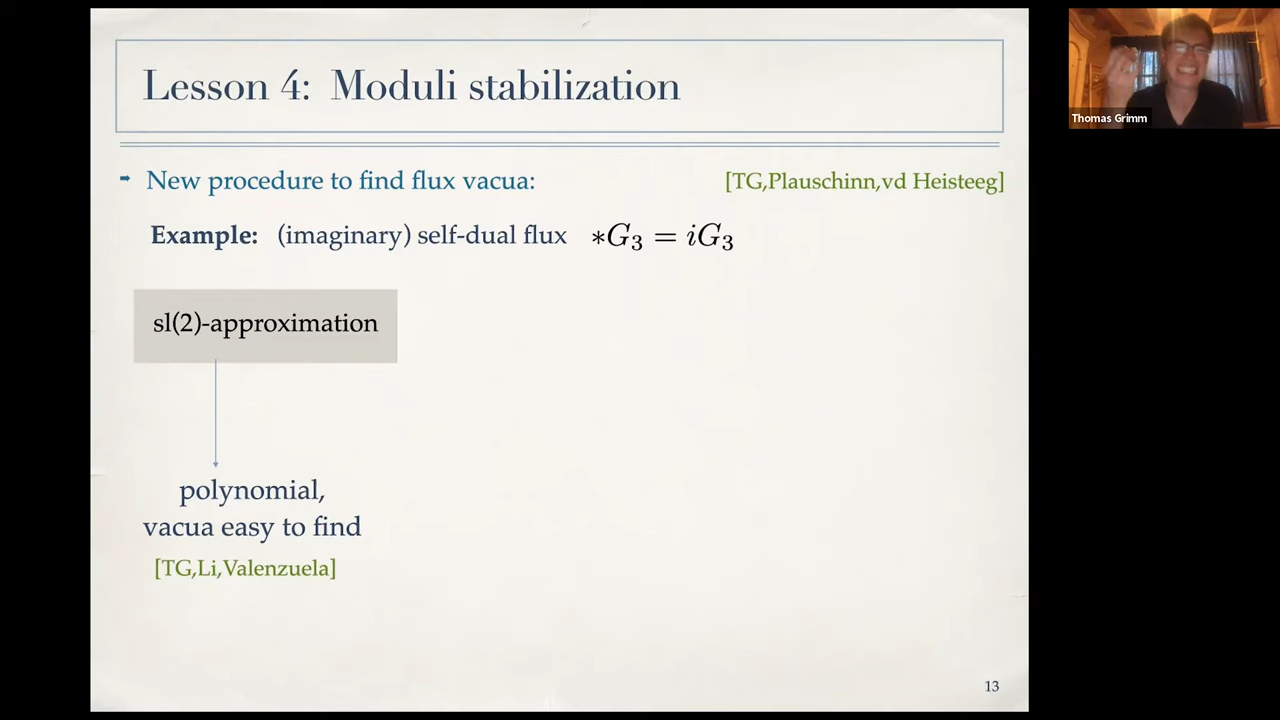 Lesson 4: Moduli stabilization
Thomas Grimm
➡ New procedure to find flux vacua: [TG,Plauschinn,vd Heisteeg]
Example: (imaginary) self-dual flux *G₃ = iG₃
sl(2)-approximation
polynomial,
vacua easy to find
[TG,Li,Valenzuela]
13